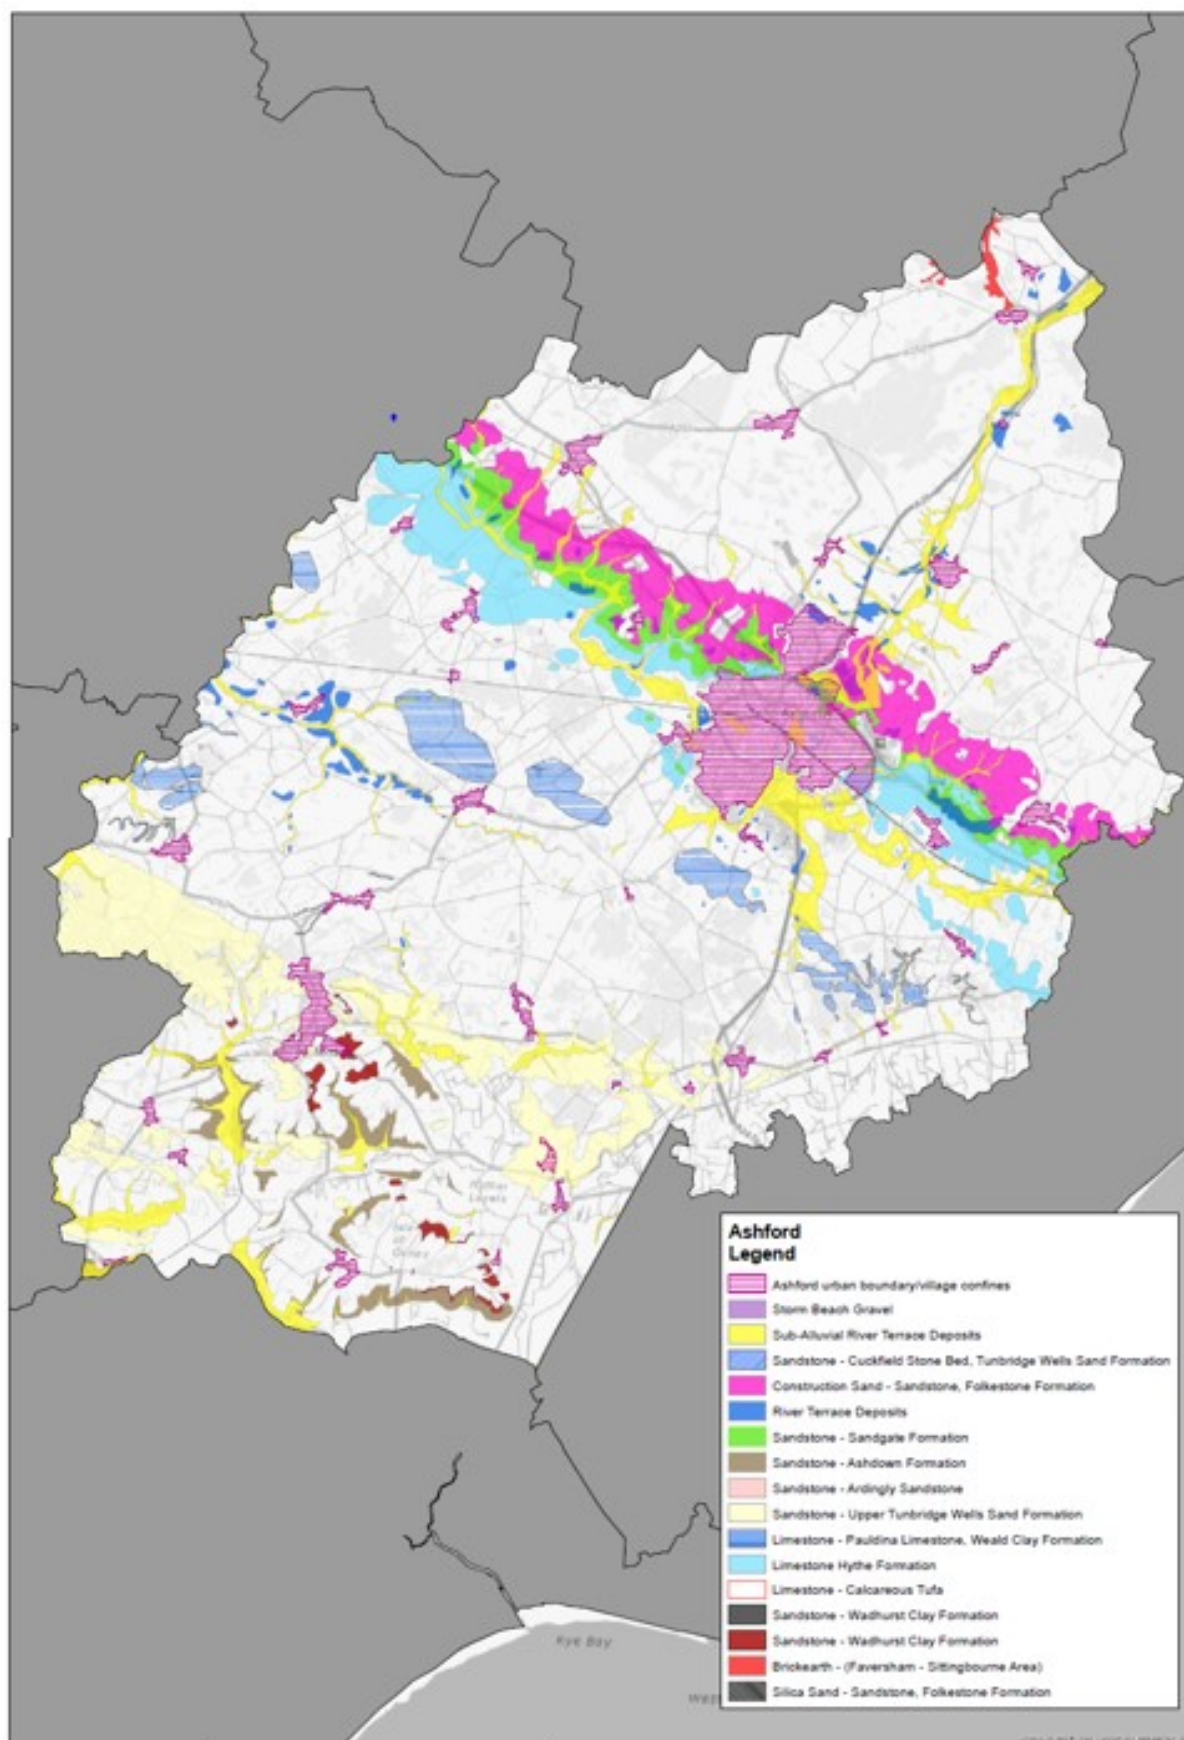 Rye Bay
Ashford
Legend
Ashford urban boundary/village confines
Storm Beach Gravel
Sub-Alluvial River Terrace Deposits
Sandstone - Cuckfield Stone Bed, Tunbridge Wells Sand Formation
Construction Sand - Sandstone, Folkestone Formation
River Terrace Deposits
Sandstone - Sandgate Formation
Sandstone - Ashdown Formation
Sandstone - Ardingly Sandstone
Sandstone - Upper Tunbridge Wells Sand Formation
Limestone - Paludina Limestone, Weald Clay Formation
Limestone Hythe Formation
Limestone - Calcareous Tufa
Sandstone - Wadhurst Clay Formation
Sandstone - Wadhurst Clay Formation
Brickearth - (Faversham - Sittingbourne Area)
Silica Sand - Sandstone, Folkestone Formation